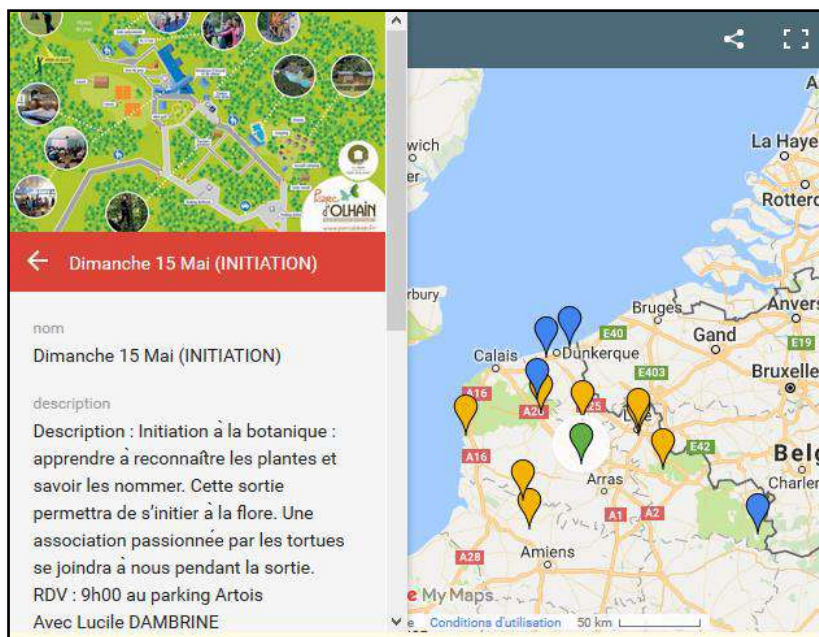 Parc
d'OLHAIN
Dimanche 15 Mai (INITIATION)
nom
Dimanche 15 Mai (INITIATION)
description
Description : Initiation à la botanique :
apprendre à reconnaître les plantes et
savoir les nommer. Cette sortie
permettra de s'initier à la flore. Une
association passionnée par les tortues
se joindra à nous pendant la sortie.
RDV : 9h00 au parking Artois
Avec Lucile DAMBRINE
A
wich
er
La Haye
Rotterd
rbury
Bruges
Anvers
E40
Gand
E19
Calais
Dunkerque
E403
Bruxelle
A16
A26
A25
Lille
E42
A16
Belg
Charler
Arras
A1
A2
A28
Amiens
e My Maps
e
Conditions d'utilisation
50 km